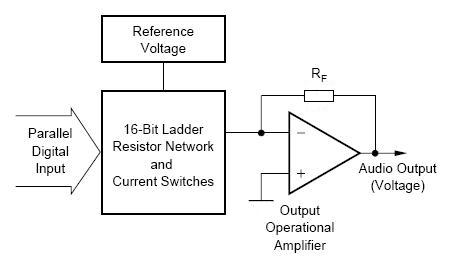 Reference
Voltage
R_F
Parallel
Digital
Input
16-Bit Ladder
Resistor Network
and
Current Switches
−
+
Audio Output
(Voltage)
Output
Operational
Amplifier